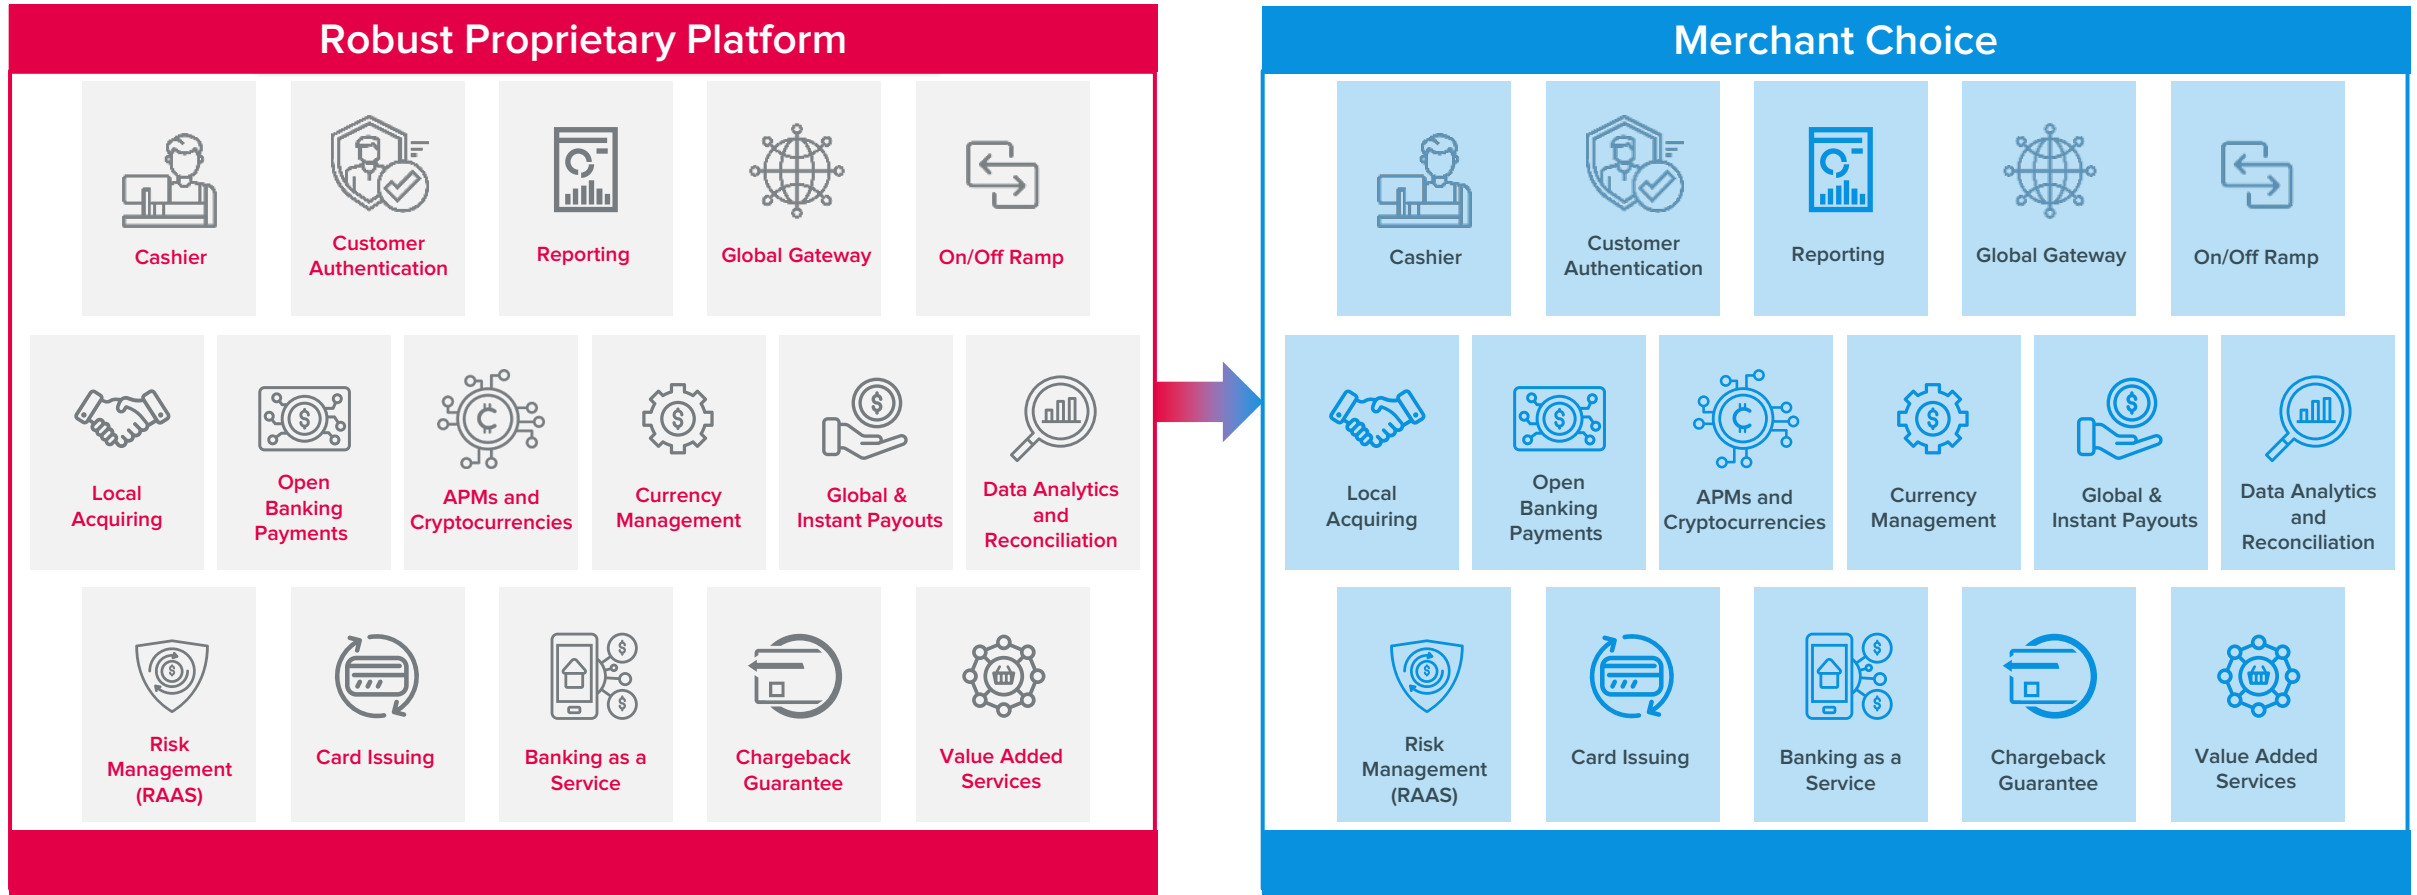 Robust Proprietary Platform
Cashier
Customer
Authentication
Reporting
Global Gateway
On/Off Ramp
Local
Acquiring
Open
Banking
Payments
APMs and
Cryptocurrencies
Currency
Management
Global &
Instant Payouts
Data Analytics
and
Reconciliation
Risk
Management
(RAAS)
Card Issuing
Banking as a
Service
Chargeback
Guarantee
Value Added
Services
Merchant Choice
Cashier
Customer
Authentication
Reporting
Global Gateway
On/Off Ramp
Local
Acquiring
Open
Banking
Payments
APMs and
Cryptocurrencies
Currency
Management
Global &
Instant Payouts
Data Analytics
and
Reconciliation
Risk
Management
(RAAS)
Card Issuing
Banking as a
Service
Chargeback
Guarantee
Value Added
Services